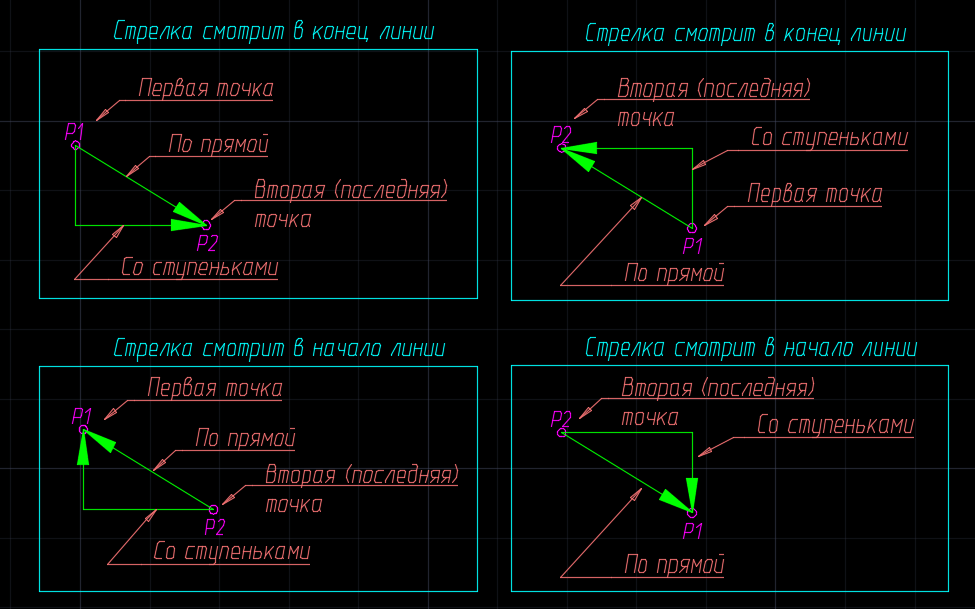 Стрелка смотрит в конец линии
Первая точка
P1
По прямой
Вторая (последняя)
точка
P2
Со ступеньками
Стрелка смотрит в конец линии
Вторая (последняя)
точка
P2
Со ступеньками
Первая точка
P1
По прямой
Стрелка смотрит в начало линии
Первая точка
P1
По прямой
Вторая (последняя)
точка
P2
Со ступеньками
Стрелка смотрит в начало линии
Вторая (последняя)
точка
P2
Со ступеньками
P1
По прямой